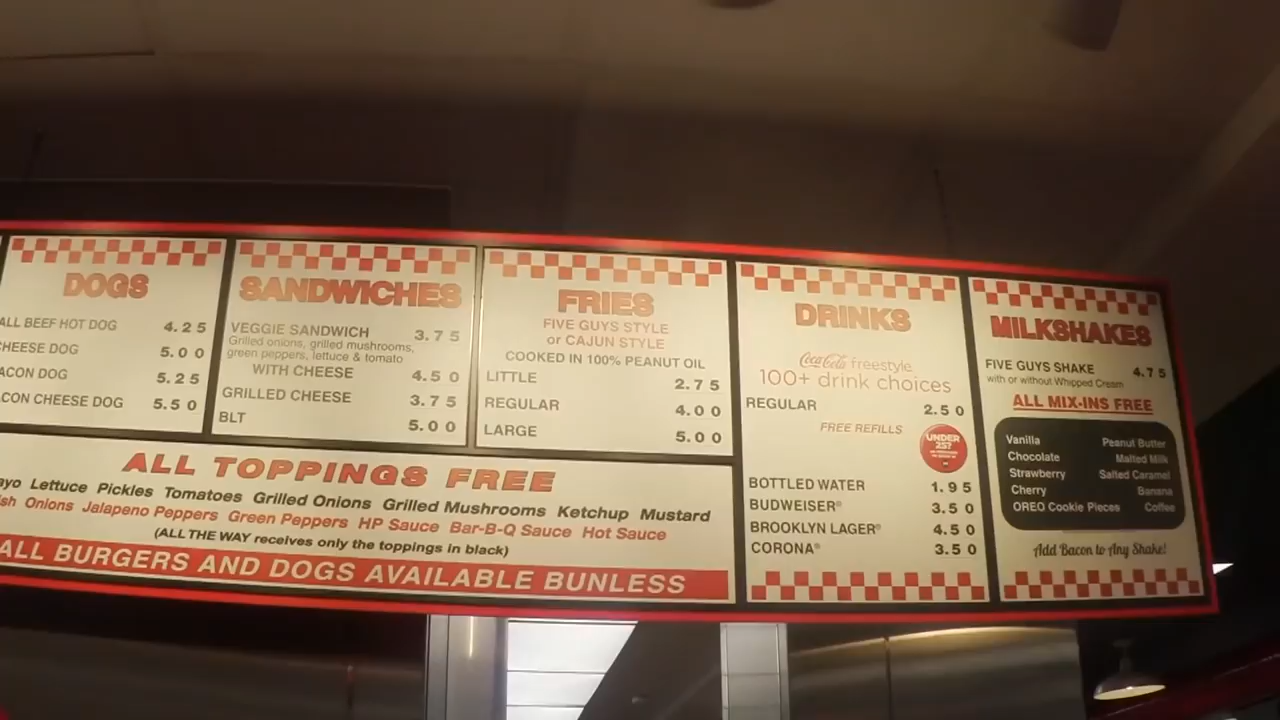 DOGS
ALL BEEF HOT DOG 4.25
CHEESE DOG 5.00
ACON DOG 5.25
CON CHEESE DOG 5.50
SANDWICHES
VEGGIE SANDWICH 3.75
Grilled onions, grilled mushrooms,
green peppers, lettuce & tomato
WITH CHEESE 4.50
GRILLED CHEESE 3.75
BLT 5.00
FRIES
FIVE GUYS STYLE
or CAJUN STYLE
COOKED IN 100% PEANUT OIL
LITTLE 2.75
REGULAR 4.00
LARGE 5.00
ALL TOPPINGS FREE
ayo Lettuce Pickles Tomatoes Grilled Onions Grilled Mushrooms Ketchup Mustard
ish Onions Jalapeno Peppers Green Peppers HP Sauce Bar-B-Q Sauce Hot Sauce
(ALL THE WAY receives only the toppings in black)
ALL BURGERS AND DOGS AVAILABLE BUNLESS
DRINKS
Coca-Cola freestyle
100+ drink choices
REGULAR 2.50
FREE REFILLS
UNDER
25?
BOTTLED WATER 1.95
BUDWEISER® 3.50
BROOKLYN LAGER® 4.50
CORONA® 3.50
MILKSHAKES
FIVE GUYS SHAKE 4.75
with or without Whipped Cream
ALL MIX-INS FREE
Vanilla Peanut Butter
Chocolate Malted Milk
Strawberry Salted Caramel
Cherry Banana
OREO Cookie Pieces Coffee
Add Bacon to Any Shake!